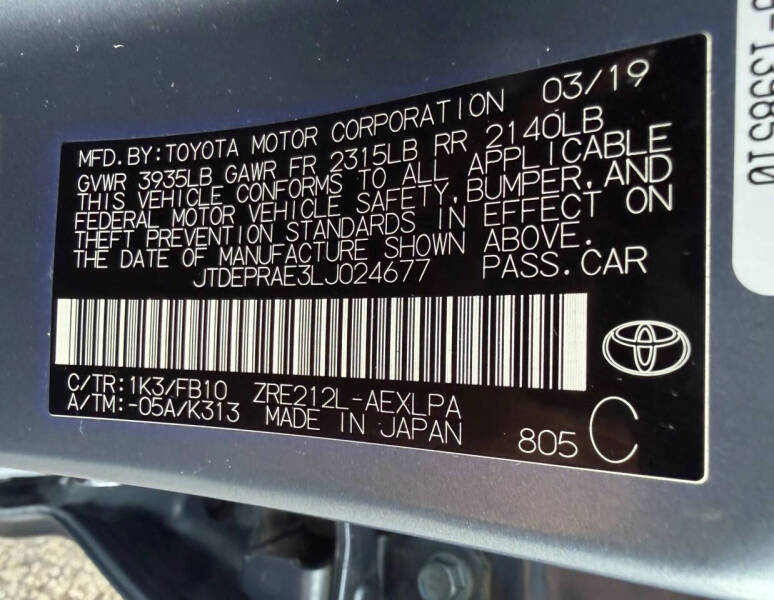 03/19
MFD.BY:TOYOTA MOTOR CORPORATION
GVWR 3935LB GAWR FR 2315LB RR 2140LB
THIS VEHICLE CONFORMS TO ALL APPLICABLE
FEDERAL MOTOR VEHICLE SAFETY,BUMPER,AND
THEFT PREVENTION STANDARDS IN EFFECT ON
THE DATE OF MANUFACTURE SHOWN ABOVE.
JTDEPRAE3LJ024677 PASS.CAR
C/TR:1K3/FB10 ZRE212L-AEXLPA
A/TM:-05A/K313 MADE IN JAPAN
805 C